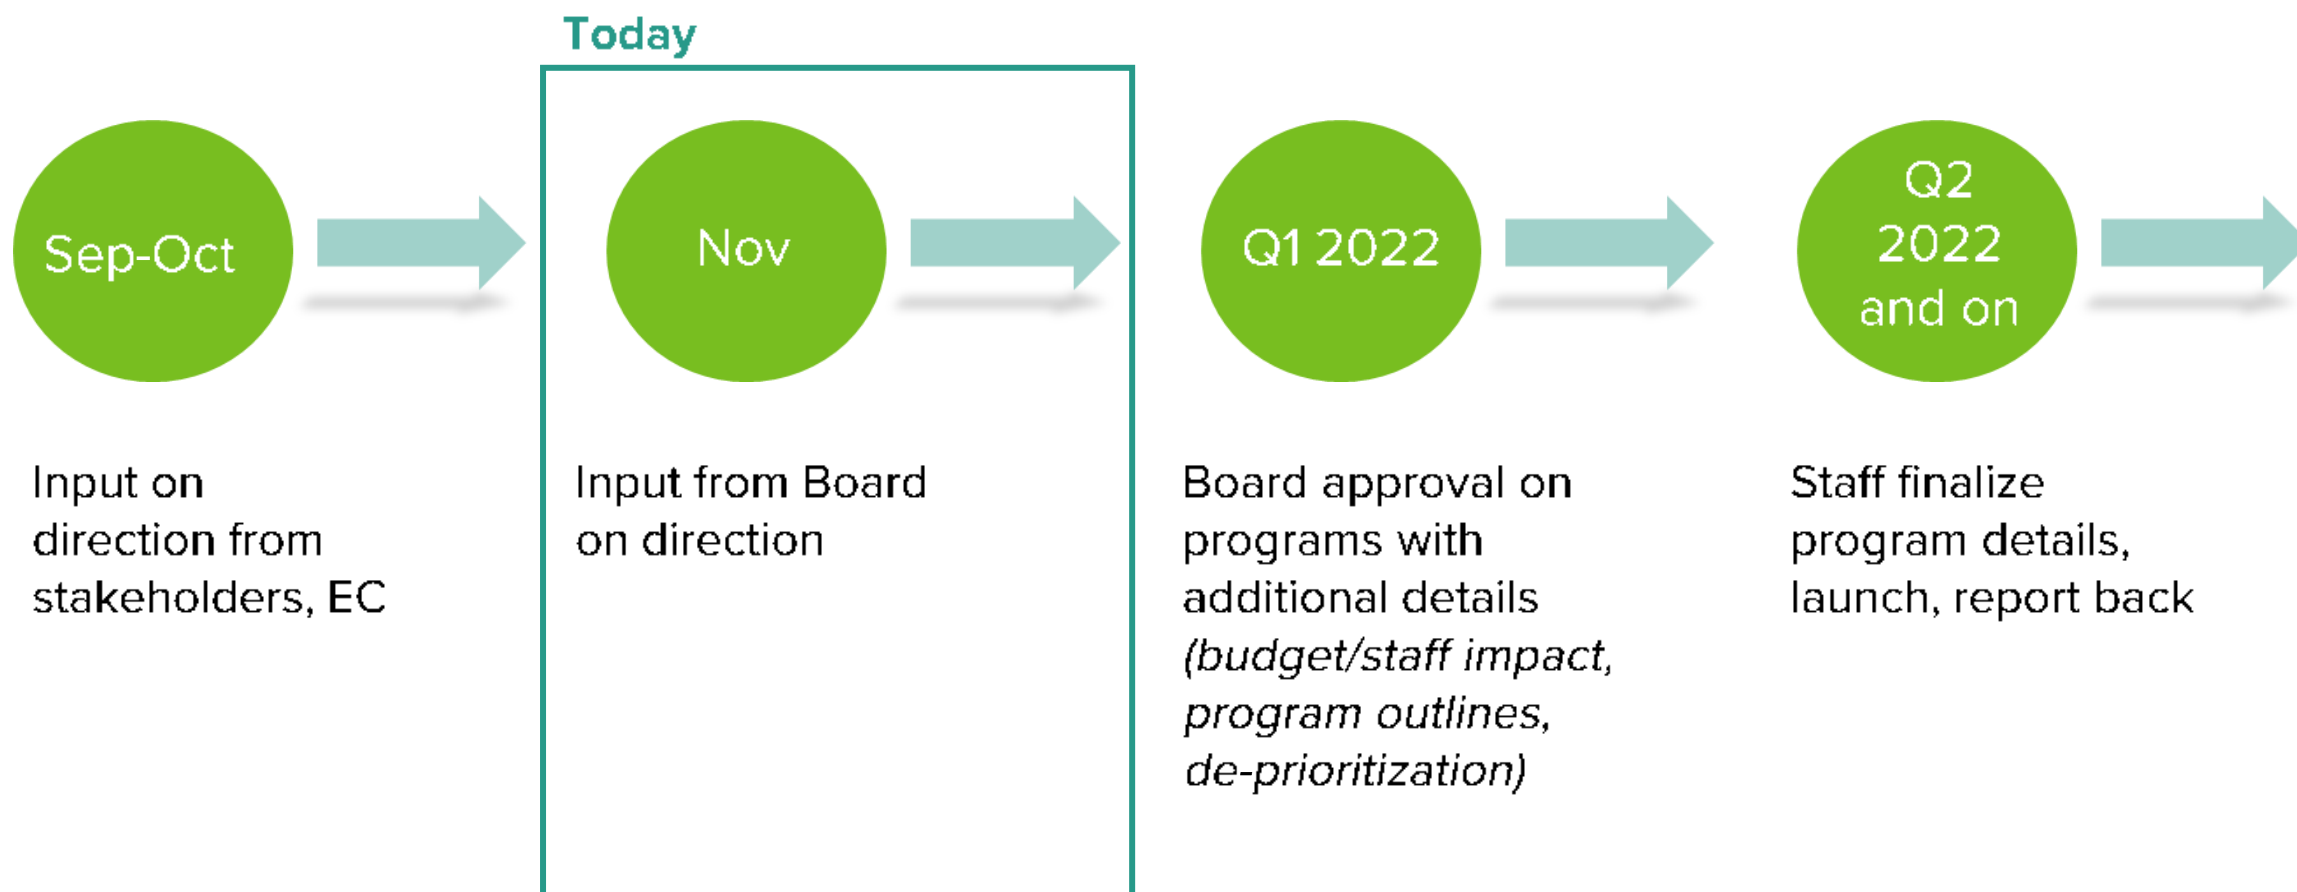 Today
Sep-Oct
Nov
Q1 2022
Q2
2022
and on
Input on
direction from
stakeholders, EC
Input from Board
on direction
Board approval on
programs with
additional details
(budget/staff impact,
program outlines,
de-prioritization)
Staff finalize
program details,
launch, report back